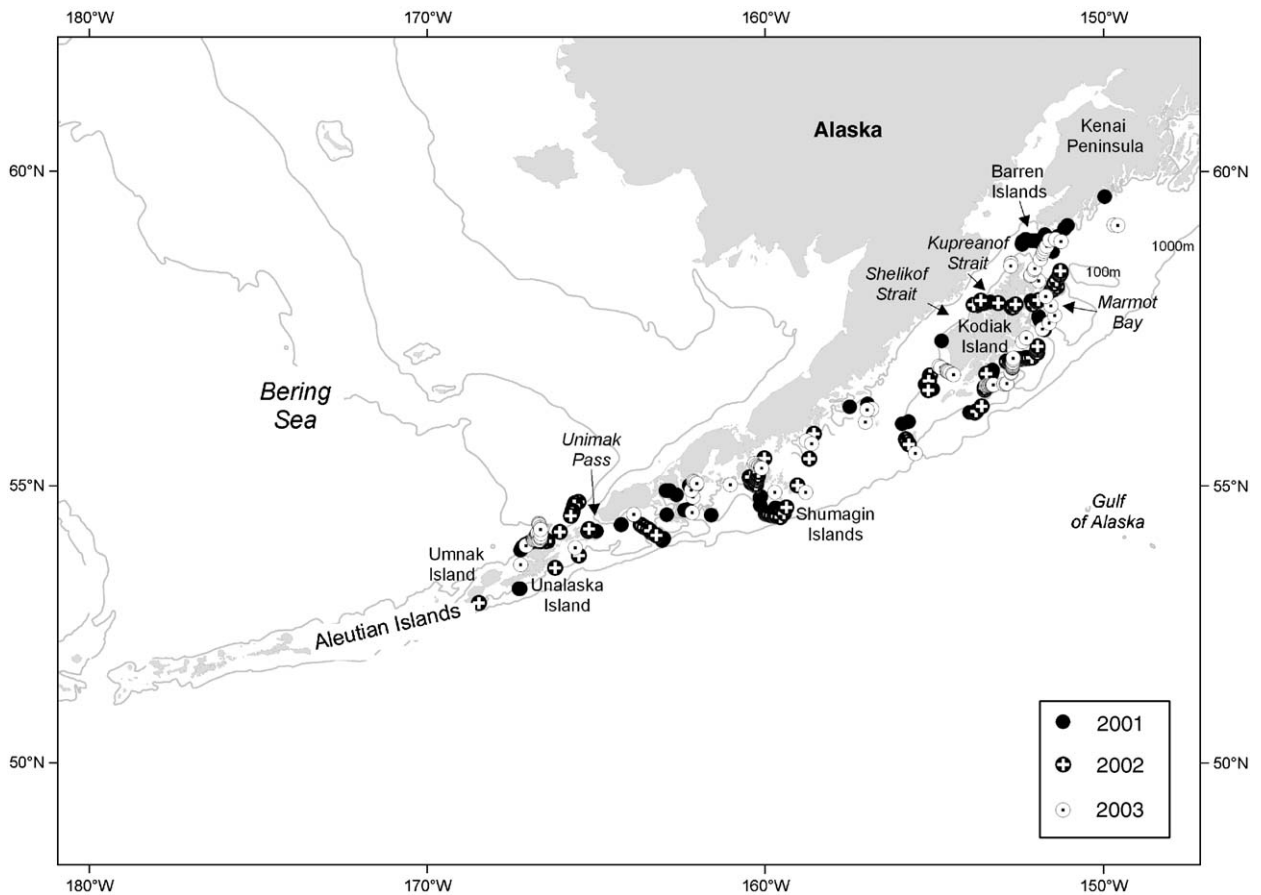 180°W 170°W 160°W 150°W
Alaska
Kenai
Peninsula
60°N
60°N
Barren
Islands
Kupreanof
Strait
1000m
Shelikof
Strait
100m
Marmot
Bay
Kodiak
Island
Bering
Sea
Unimak
Pass
55°N
55°N
Gulf
of Alaska
Shumagin
Islands
Umnak
Island
Unalaska
Island
Aleutian Islands
2001
2002
2003
50°N
50°N
180°W 170°W 160°W 150°W